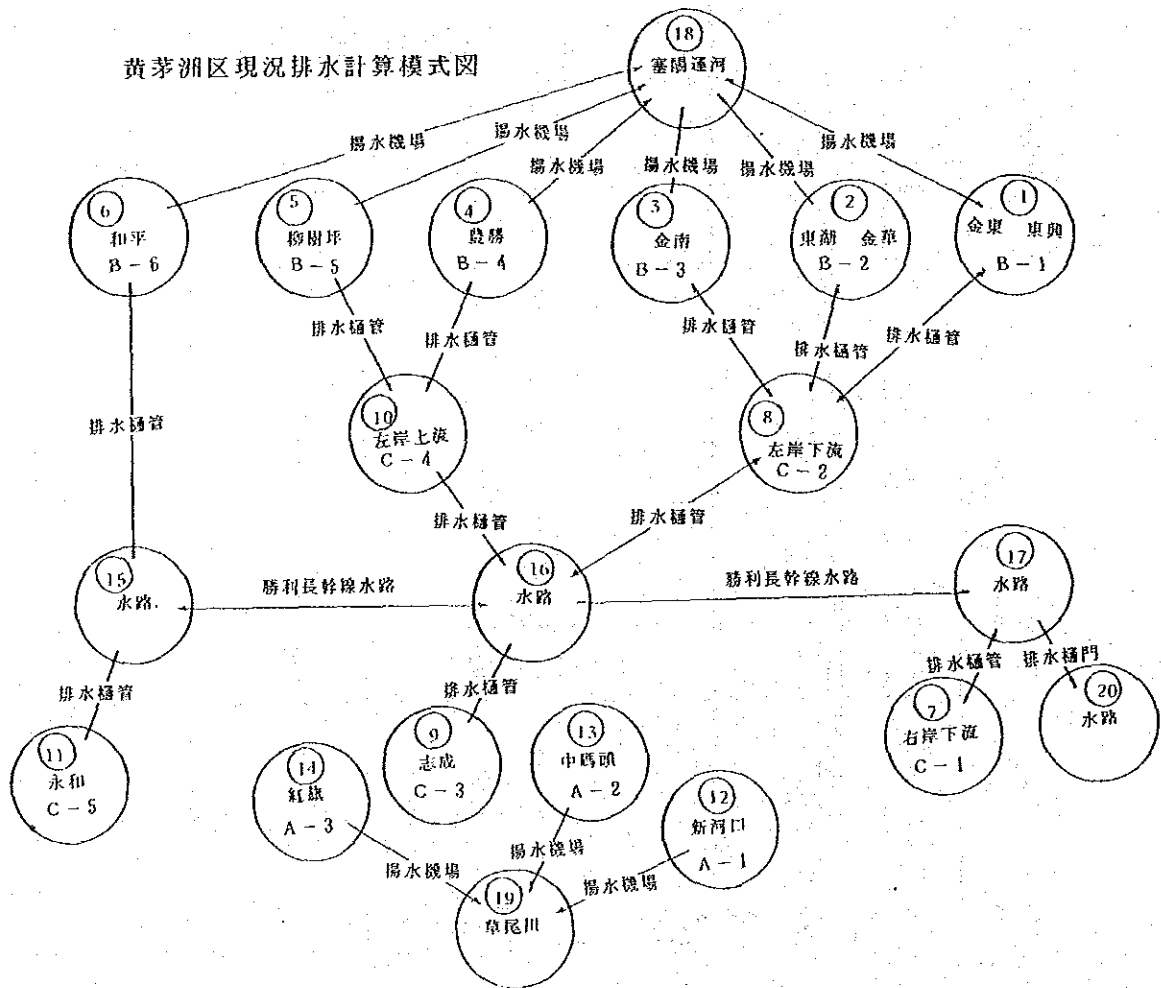 黄茅洲区現況排水計算模式図
18
塞陽運河
揚水機場
揚水機場
揚水機場
揚水機場
揚水機場
揚水機場
6
和平
B-6
5
柳樹坪
B-5
4
B-4
3
金南
B-3
2
東湖 金華
B-2
1
金東 東興
B-1
排水樋管
排水樋管
排水樋管
排水樋管
排水樋管
排水樋管
10
左岸上流
C-4
8
左岸下流
C-2
排水樋管
排水樋管
15
水路
勝利長幹線水路
16
水路
勝利長幹線水路
17
水路
排水樋管
排水樋管
排水樋管
排水樋門
11
永和
C-5
9
志成
C-3
7
右岸下流
C-1
20
水路
14
紅旗
A-3
13
中碼頭
A-2
12
新河口
A-1
揚水機場
揚水機場
揚水機場
19
草尾川